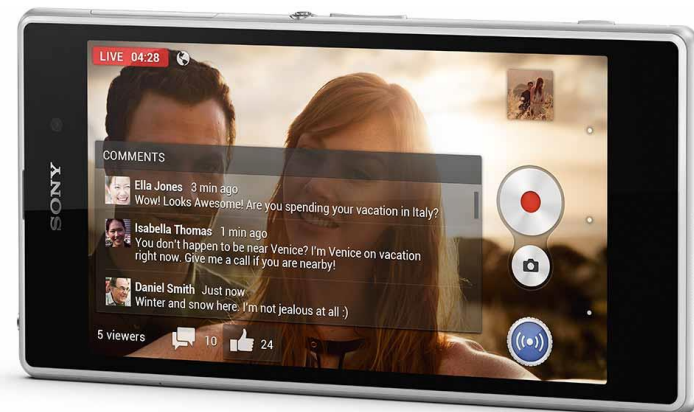 SONY
LIVE 04:28
COMMENTS
Ella Jones 3 min ago
Wow! Looks Awesome! Are you spending your vacation in Italy?
Isabella Thomas 1 min ago
You don't happen to be near Venice? I'm Venice on vacation
right now. Give me a call if you are nearby!
Daniel Smith Just now
Winter and snow here. I'm not jealous at all :)
5 viewers 10 24